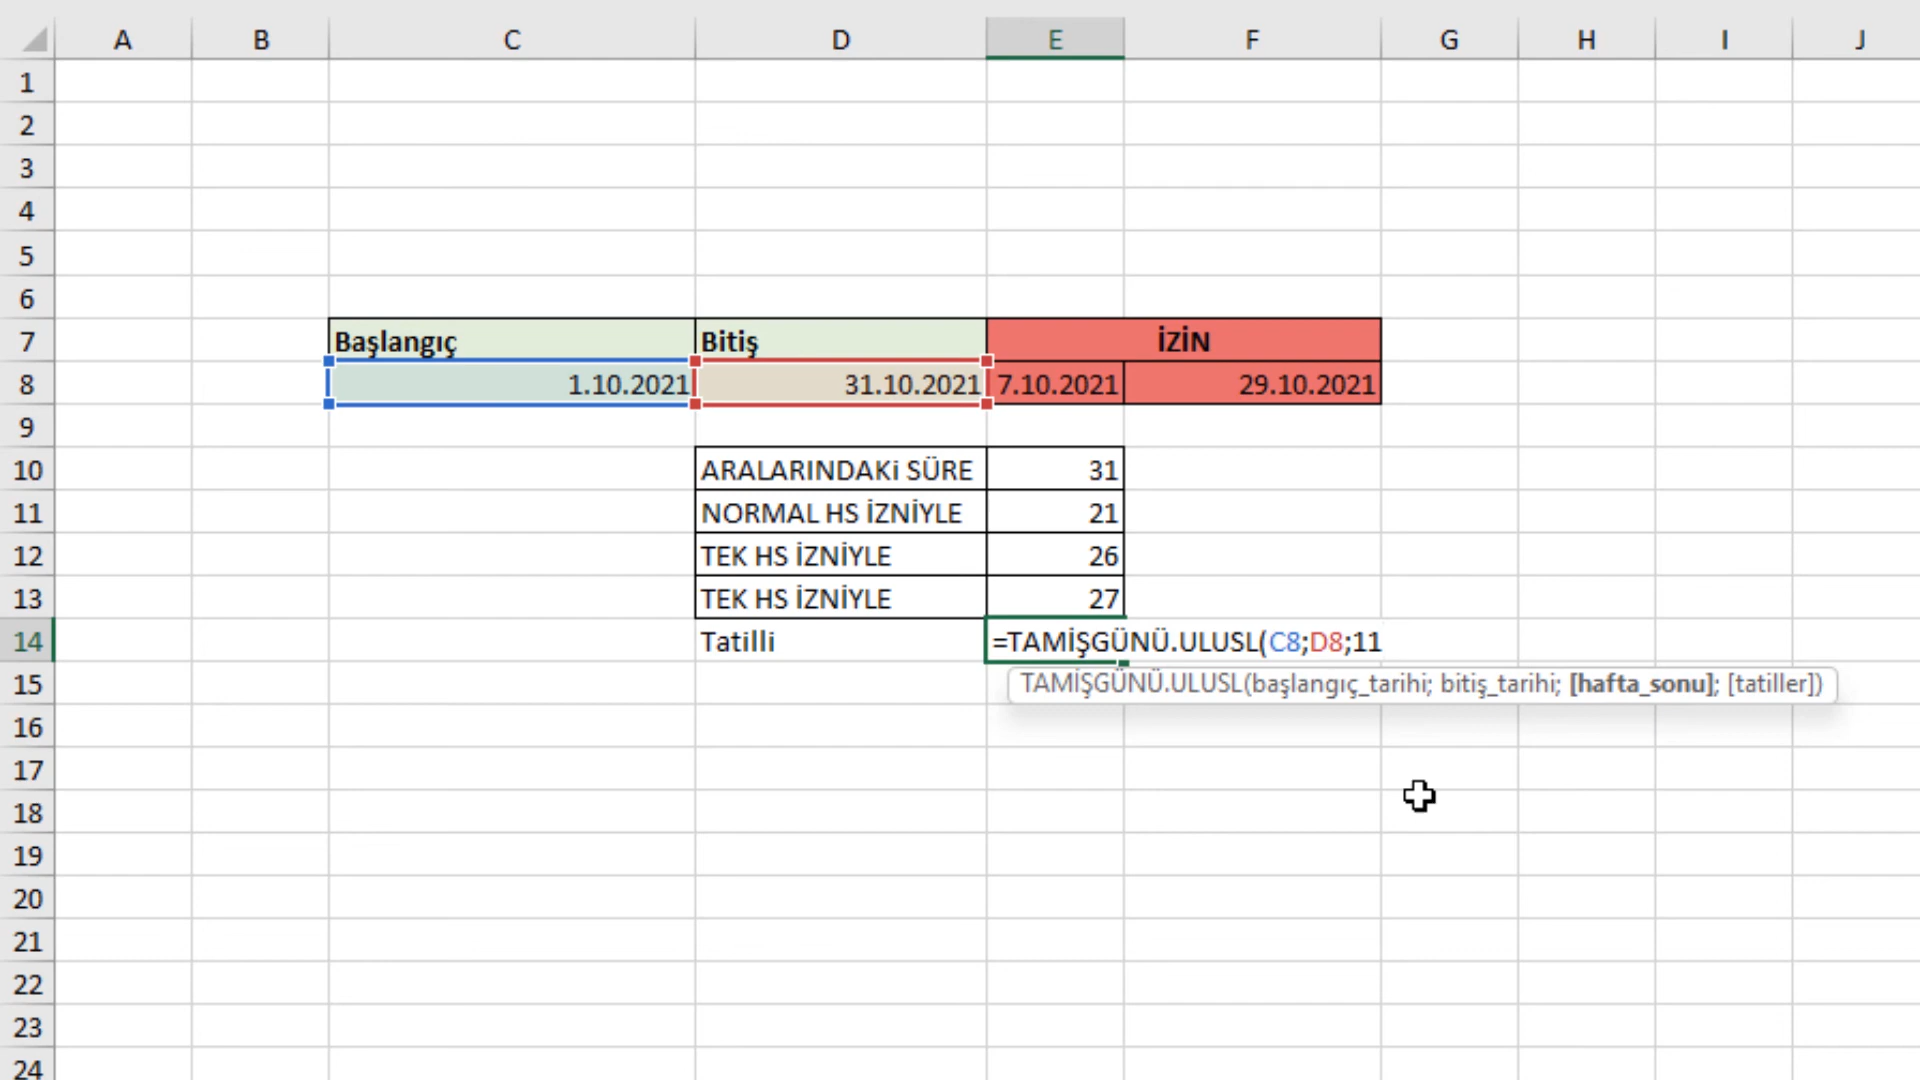 A B C D E F G H I J
1
2
3
4
5
6
7 Başlangıç Bitiş İZİN
8 1.10.2021 31.10.2021 7.10.2021 29.10.2021
9
10 ARALARINDAKi SÜRE 31
11 NORMAL HS İZNİYLE 21
12 TEK HS İZNİYLE 26
13 TEK HS İZNİYLE 27
14 Tatilli =TAMİŞGÜNÜ.ULUSL(C8;D8;11
15 TAMİŞGÜNÜ.ULUSL(başlangıç_tarihi; bitiş_tarihi; [hafta_sonu]; [tatiller])
16
17
18
19
20
21
22
23
24